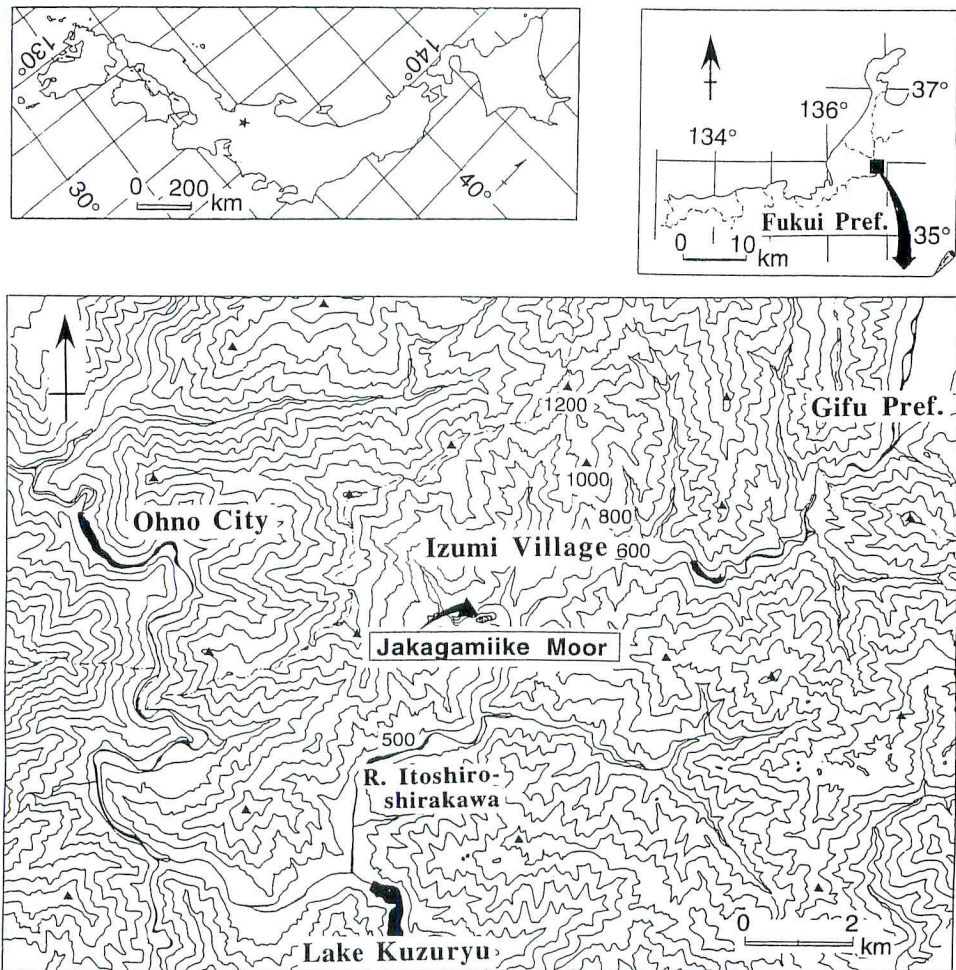 130°
140°
30°
40°
0 200
km
37°
136°
134°
35°
Fukui Pref.
0 10
km
Gifu Pref.
1200
1000
800
600
Ohno City
Izumi Village
Jakagamiike Moor
500
R. Itoshiro-
shirakawa
Lake Kuzuryu
0 2
km